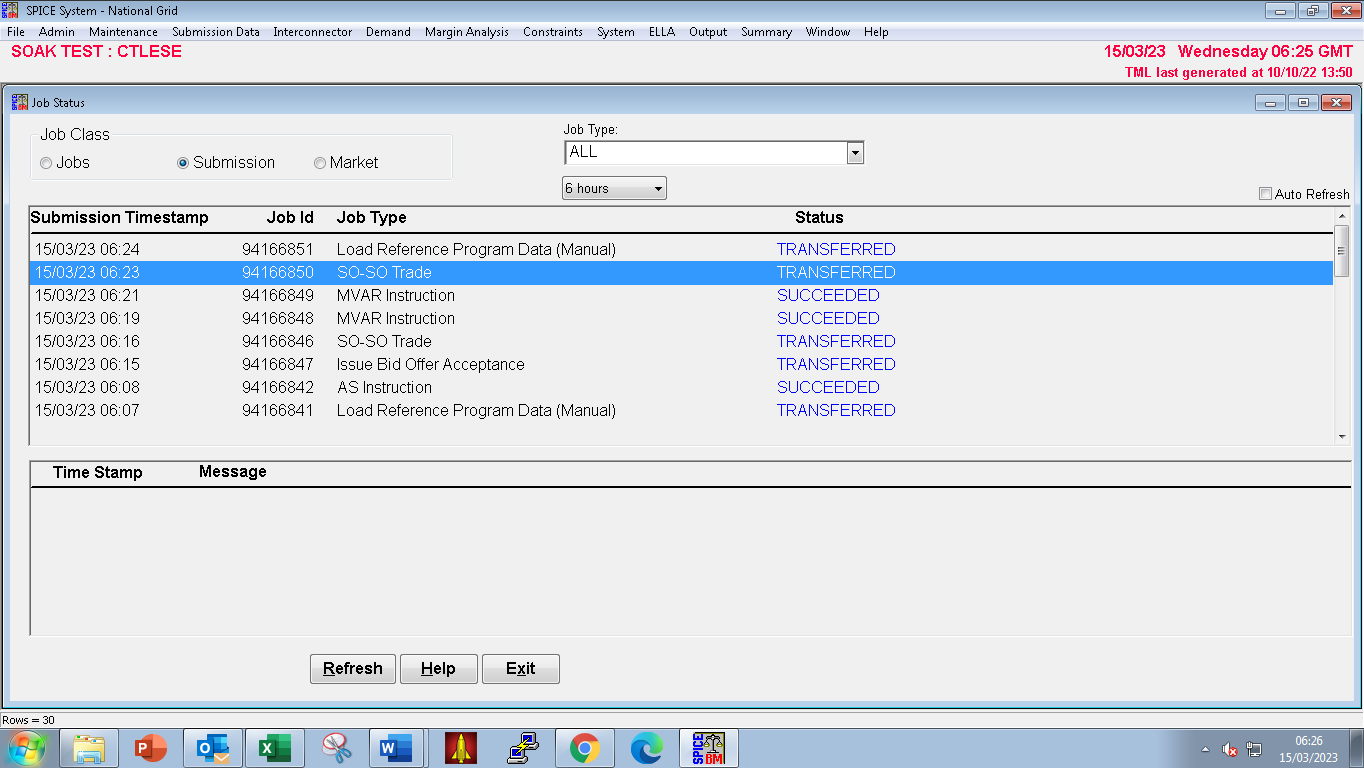 SPICE System - National Grid
File Admin Maintenance Submission Data Interconnector Demand Margin Analysis Constraints System ELLA Output Summary Window Help
SOAK TEST : CTLESE 15/03/23 Wednesday 06:25 GMT
TML last generated at 10/10/22 13:50
Job Status
Job Class
Job Type:
Jobs Submission Market
ALL
6 hours
Auto Refresh
Submission Timestamp Job Id Job Type Status
15/03/23 06:24 94166851 Load Reference Program Data (Manual) TRANSFERRED
15/03/23 06:23 94166850 SO-SO Trade TRANSFERRED
15/03/23 06:21 94166849 MVAR Instruction SUCCEEDED
15/03/23 06:19 94166848 MVAR Instruction SUCCEEDED
15/03/23 06:16 94166846 SO-SO Trade TRANSFERRED
15/03/23 06:15 94166847 Issue Bid Offer Acceptance TRANSFERRED
15/03/23 06:08 94166842 AS Instruction SUCCEEDED
15/03/23 06:07 94166841 Load Reference Program Data (Manual) TRANSFERRED
Time Stamp Message
Refresh Help Exit
Rows = 30
SPICE BM
06:26
15/03/2023